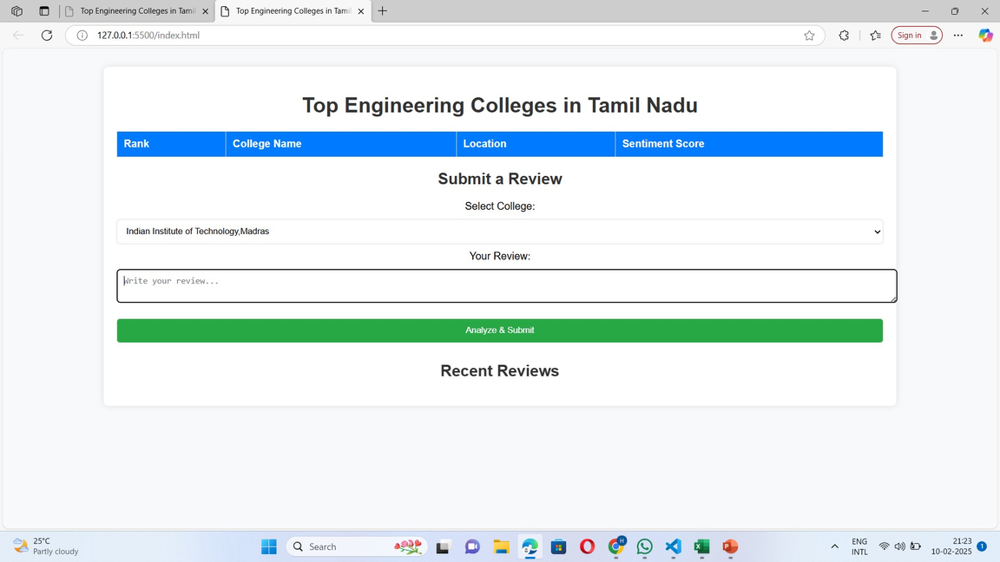 Top Engineering Colleges in Tamil
Top Engineering Colleges in Tamil
127.0.0.1:5500/index.html
Sign in
Top Engineering Colleges in Tamil Nadu
Rank College Name Location Sentiment Score
Submit a Review
Select College:
Indian Institute of Technology,Madras
Your Review:
Write your review...
Analyze & Submit
Recent Reviews
25°C
Partly cloudy
Search
H
ENG
INTL
21:23
10-02-2025
1